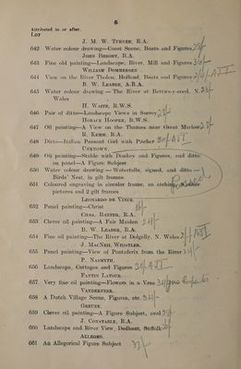 6
Attributed to or after.
Lot
J. M. W. Turner, R.A.
642 Water colour drawing—Coast Scene, Boats and Figures
John Berney, R.A.
643 Fine old painting—Landscape, River, Mill and Figures
William Dommersen
644 View on the River Tholen, Holland, Boats and Figures
B. W. Leader, A.R.A.
645 Water colour drawing — The River at Bettws-y-coed, N. Wales
H. Waite, R.W.S.
646 Pair of ditto—Landscape Views in Surrey
Horace Hooper, R.W.S.
647 Oil painting—A View on the Thames near Great Marlow
R. Kemm, R.A.
648 Ditto—Italian Peasant Girl with Pitcher
Unknown.
649 Oil painting—Stable with Donkey and Figures, and ditto on panel—A Figure Subject
650 Water colour drawing — Waterfalls, signed, and ditto—Birds' Nest, in gilt frames
651 Coloured engraving in circular frame, an etching, 3 other pictures and 2 gilt frames
Leonardo de Vinci.
652 Panel painting—Christ
Chas. Baxter, R.A.
653 Clever oil painting—A Fair Maiden
B. W. Leader, R.A.
654 Fine oil painting—The River at Dolgelly, N. Wales
J. MacNeil Whistler.
655 Panel painting—View of Pontallerix from the River
P. Nasmyth.
656 Landscape, Cottages and Figures
Fantin Latour.
657 Very fine oil painting—Flowers in a Vase
Vanderneer.
658 A Dutch Village Scene, Figures, etc.
Greuze.
659 Clever oil painting—A Figure Subject, oval
J. Constable, R.A.
660 Landscape and River View, Dedham, Suffolk
Allegro.
661 An Allegorical Figure Subject